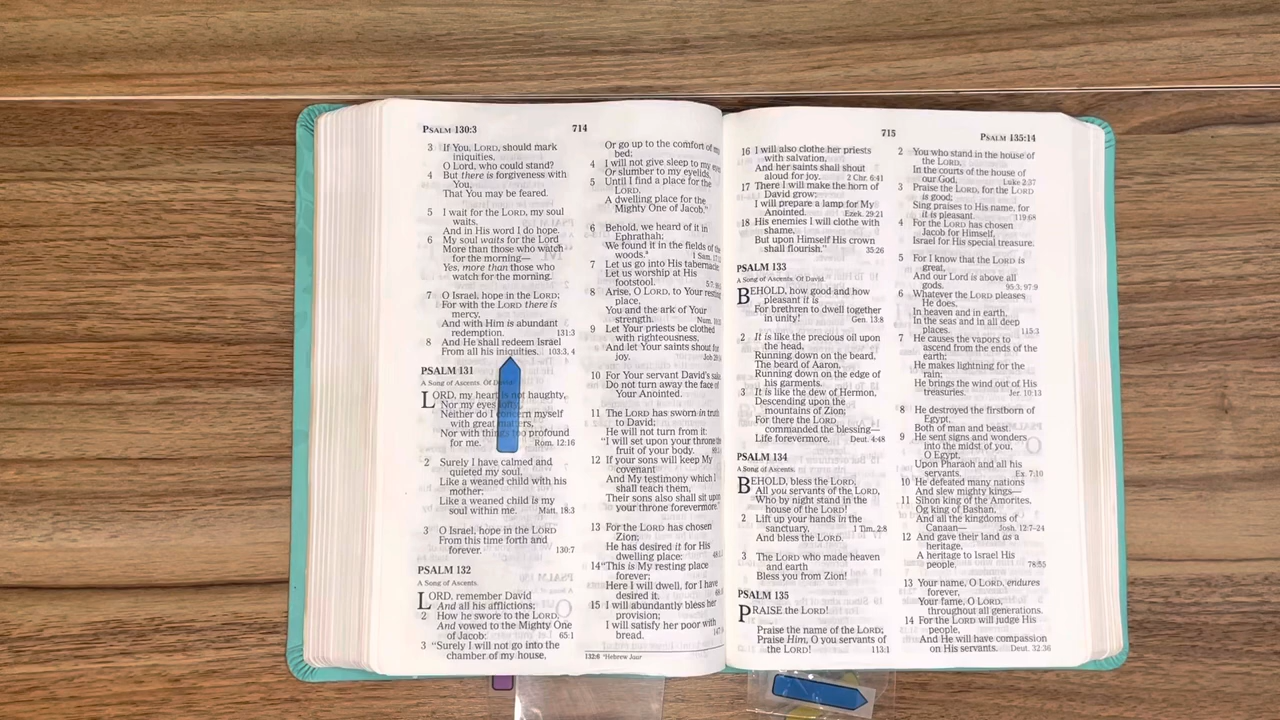 PSALM 130:3
714
3 If You, LORD, should mark
iniquities,
O Lord, who could stand?
4 But there is forgiveness with
You,
That You may be feared.
5 I wait for the LORD, my soul
waits,
And in His word I do hope.
6 My soul waits for the Lord
More than those who watch
for the morning—
Yes, more than those who
watch for the morning.
7 O Israel, hope in the LORD;
For with the LORD there is
mercy,
And with Him is abundant
redemption. 131:3
8 And He shall redeem Israel
From all his iniquities. 103:3, 4
PSALM 131
A Song of Ascents. Of David.
LORD, my heart is not haughty,
Nor my eyes lofty.
Neither do I concern myself
with great matters,
Nor with things too profound
for me. Rom. 12:16
2 Surely I have calmed and
quieted my soul,
Like a weaned child with his
mother;
Like a weaned child is my
soul within me. Matt. 18:3
3 O Israel, hope in the LORD
From this time forth and
forever. 130:7
PSALM 132
A Song of Ascents.
LORD, remember David
And all his afflictions;
2 How he swore to the LORD,
And vowed to the Mighty One
of Jacob: 65:1
3 “Surely I will not go into the
chamber of my house,
Or go up to the comfort of
bed;
4 I will not give sleep to my
Or slumber to my eyelids,
5 Until I find a place for the
LORD,
A dwelling place for the
Mighty One of Jacob.”
6 Behold, we heard of it in
Ephrathah;
We found it in the fields of the
woods.a 1 Sam.
7 Let us go into His tabernacle;
Let us worship at His
footstool.
8 Arise, O LORD, to Your resting
place,
You and the ark of Your
strength. Num.
9 Let Your priests be clothed
with righteousness,
And let Your saints shout for
joy. Job
10 For Your servant David's sake
Do not turn away the face of
Your Anointed.
11 The LORD has sworn in truth
to David;
He will not turn from it:
“I will set upon your throne the
fruit of your body.
12 If your sons will keep My
covenant
And My testimony which I
shall teach them,
Their sons also shall sit upon
your throne forevermore.”
13 For the LORD has chosen
Zion;
He has desired it for His
dwelling place:
14 “This is My resting place
forever;
Here I will dwell, for I have
desired it.
15 I will abundantly bless her
provision;
I will satisfy her poor with
bread.
132:6 aHebrew Jaar
715
PSALM 135:14
16 I will also clothe her priests
with salvation,
And her saints shall shout
aloud for joy. 2 Chr. 6:41
17 There I will make the horn of
David grow;
I will prepare a lamp for My
Anointed. Ezek. 29:21
18 His enemies I will clothe with
shame,
But upon Himself His crown
shall flourish.” 35:26
PSALM 133
A Song of Ascents. Of David.
BEHOLD, how good and how
pleasant it is
For brethren to dwell together
in unity! Gen. 13:8
2 It is like the precious oil upon
the head,
Running down on the beard,
The beard of Aaron,
Running down on the edge of
his garments.
3 It is like the dew of Hermon,
Descending upon the
mountains of Zion;
For there the LORD
commanded the blessing—
Life forevermore. Deut. 4:48
PSALM 134
A Song of Ascents.
BEHOLD, bless the LORD,
All you servants of the LORD,
Who by night stand in the
house of the LORD!
2 Lift up your hands in the
sanctuary, 1 Tim. 2:8
And bless the LORD.
3 The LORD who made heaven
and earth
Bless you from Zion!
PSALM 135
PRAISE the LORD!
Praise the name of the LORD;
Praise Him, O you servants of
the LORD! 113:1
2 You who stand in the house of
the LORD,
In the courts of the house of
our God, Luke 2:37
3 Praise the LORD, for the LORD
is good;
Sing praises to His name, for
it is pleasant. 119:68
4 For the LORD has chosen
Jacob for Himself,
Israel for His special treasure.
5 For I know that the LORD is
great,
And our Lord is above all
gods. 95:3; 97:9
6 Whatever the LORD pleases
He does,
In heaven and in earth,
In the seas and in all deep
places. 115:3
7 He causes the vapors to
ascend from the ends of the
earth;
He makes lightning for the
rain;
He brings the wind out of His
treasuries. Jer. 10:13
8 He destroyed the firstborn of
Egypt,
Both of man and beast.
9 He sent signs and wonders
into the midst of you,
O Egypt,
Upon Pharaoh and all his
servants. Ex. 7:10
10 He defeated many nations
And slew mighty kings—
11 Sihon king of the Amorites,
Og king of Bashan,
And all the kingdoms of
Canaan— Josh. 12:7-24
12 And gave their land as a
heritage,
A heritage to Israel His
people. 78:55
13 Your name, O LORD, endures
forever,
Your fame, O LORD,
throughout all generations.
14 For the LORD will judge His
people,
And He will have compassion
on His servants. Deut. 32:36